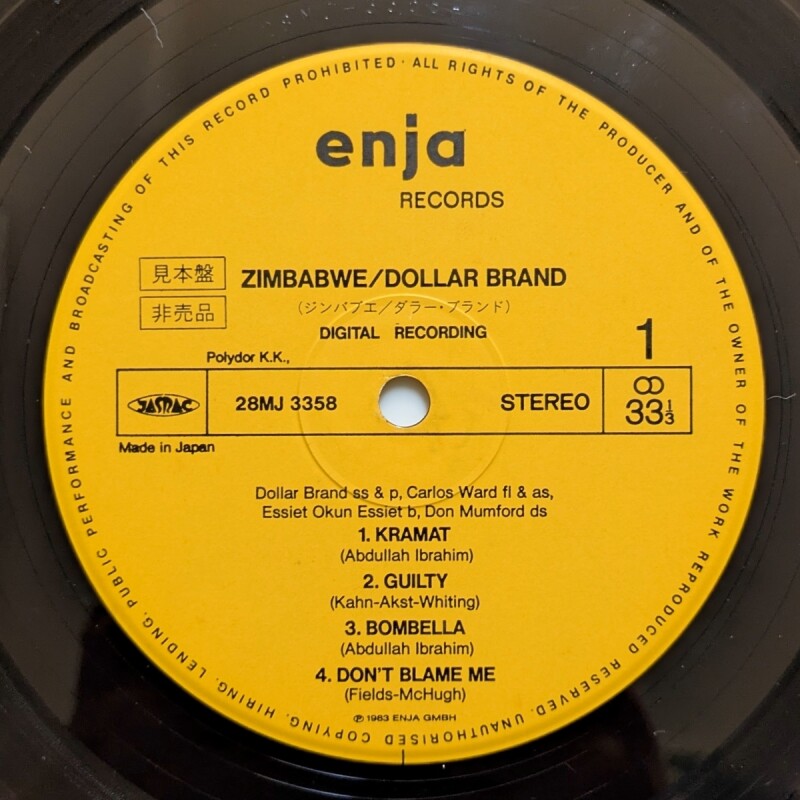 PUBLIC PERFORMANCE AND BROADCASTING OF THIS RECORD PROHIBITED · ALL RIGHTS OF THE PRODUCER AND OF THE OWNER OF THE WORK REPRODUCED RESERVED. UNAUTHORISED COPYING, HIRING, LENDING,
enja
RECORDS
見本盤
非売品
ZIMBABWE/DOLLAR BRAND
(ジンバブエ/ダラー・ブランド)
DIGITAL RECORDING
1
Polydor K.K.,
JASRAC
28MJ 3358
STEREO
33 1/3
Made in Japan
Dollar Brand ss & p, Carlos Ward fl & as,
Essiet Okun Essiet b, Don Mumford ds
1. KRAMAT
(Abdullah Ibrahim)
2. GUILTY
(Kahn-Akst-Whiting)
3. BOMBELLA
(Abdullah Ibrahim)
4. DON'T BLAME ME
(Fields-McHugh)
℗ 1983 ENJA GMBH